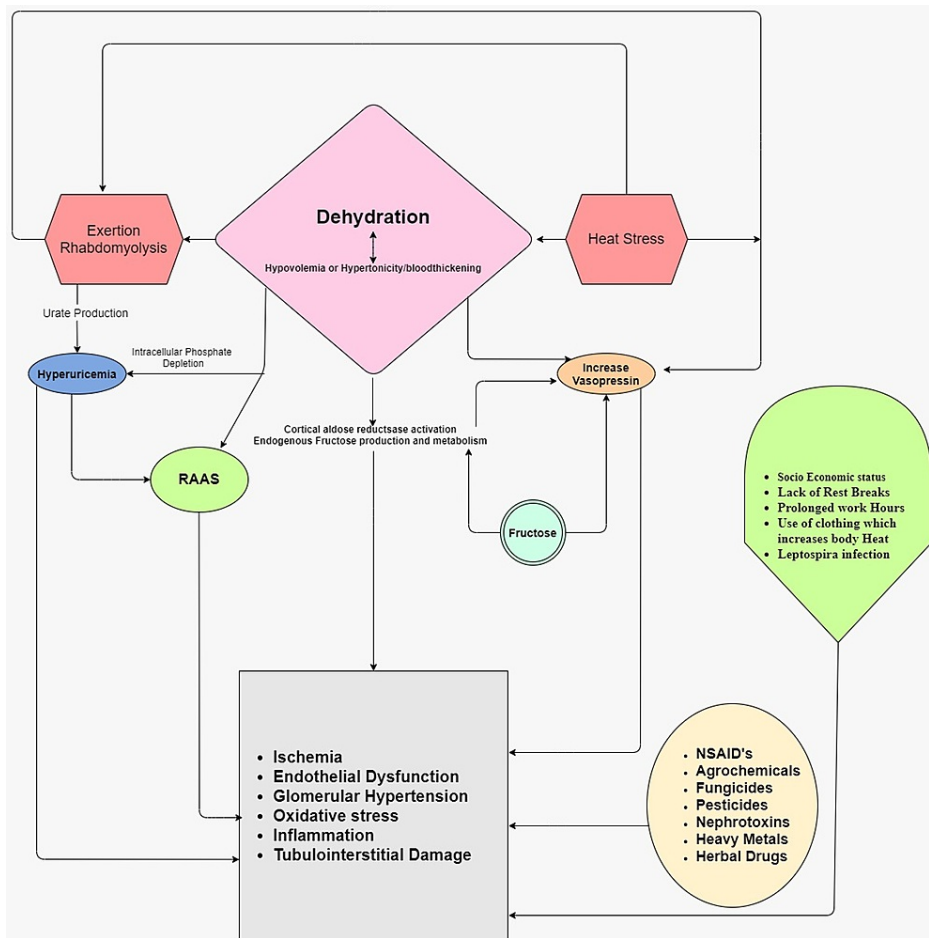 Dehydration
Hypovolemia or Hypertonicity/bloodthickening
Exertion
Rhabdomyolysis
Heat Stress
Urate Production
Intracellular Phosphate
Depletion
Hyperuricemia
Increase
Vasopressin
Cortical aldose reductsase activation
Endogenous Fructose production and metabolism
RAAS
Fructose
• Socio Economic status
• Lack of Rest Breaks
• Prolonged work Hours
• Use of clothing which
increases body Heat
• Leptospira infection
• Ischemia
• Endothelial Dysfunction
• Glomerular Hypertension
• Oxidative stress
• Inflammation
• Tubulointerstitial Damage
• NSAID's
• Agrochemicals
• Fungicides
• Pesticides
• Nephrotoxins
• Heavy Metals
• Herbal Drugs